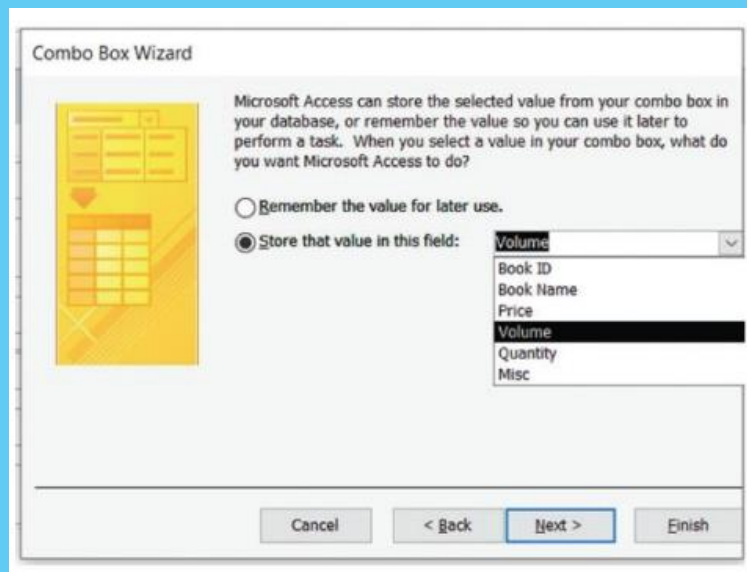 Combo Box Wizard
Microsoft Access can store the selected value from your combo box in
your database, or remember the value so you can use it later to
perform a task. When you select a value in your combo box, what do
you want Microsoft Access to do?
Remember the value for later use.
Store that value in this field: Volume
Book ID
Book Name
Price
Volume
Quantity
Misc
Cancel < Back Next > Finish